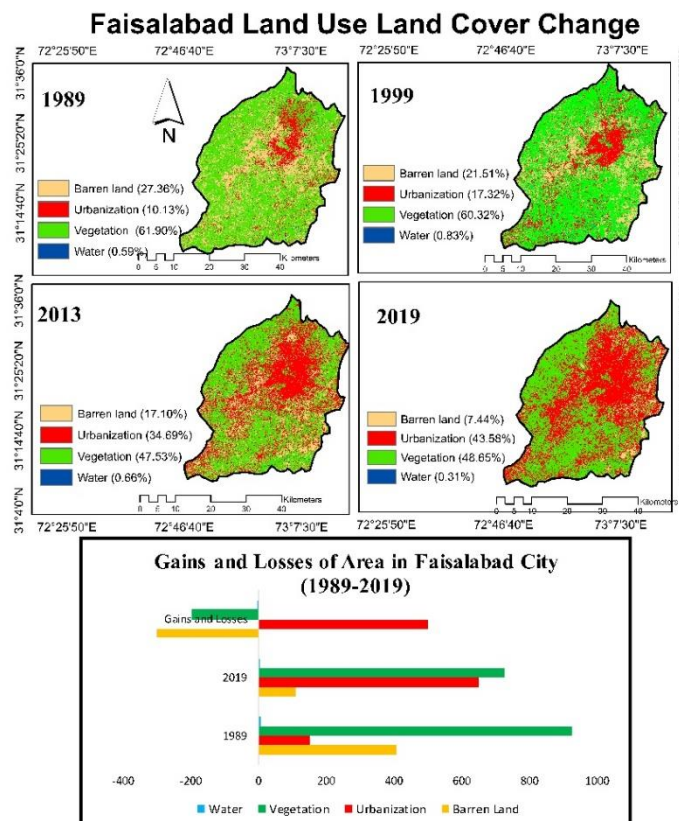 Faisalabad Land Use Land Cover Change
72°25'50"E 72°46'40"E 73°7'30"E 72°25'50"E 72°46'40"E 73°7'30"E
31°36'0"N
31°25'20"N
31°14'40"N
1989
N
Barren land (27.36%)
Urbanization (10.13%)
Vegetation (61.90%)
Water (0.59%)
0 5 10 20 30 40
Kilometers
1999
Barren land (21.51%)
Urbanization (17.32%)
Vegetation (60.32%)
Water (0.83%)
0 5 10 20 30 40
Kilometers
31°36'0"N
31°25'20"N
31°14'40"N
31°4'0"N
2013
Barren land (17.10%)
Urbanization (34.69%)
Vegetation (47.53%)
Water (0.66%)
0 5 10 20 30 40
Kilometers
2019
Barren land (7.44%)
Urbanization (43.58%)
Vegetation (48.65%)
Water (0.31%)
0 5 10 20 30 40
Kilometers
72°25'50"E 72°46'40"E 73°7'30"E 72°25'50"E 72°46'40"E 73°7'30"E
Gains and Losses of Area in Faisalabad City
(1989-2019)
Gains and Losses
2019
1989
-400 -200 0 200 400 600 800 1000
Water Vegetation Urbanization Barren Land